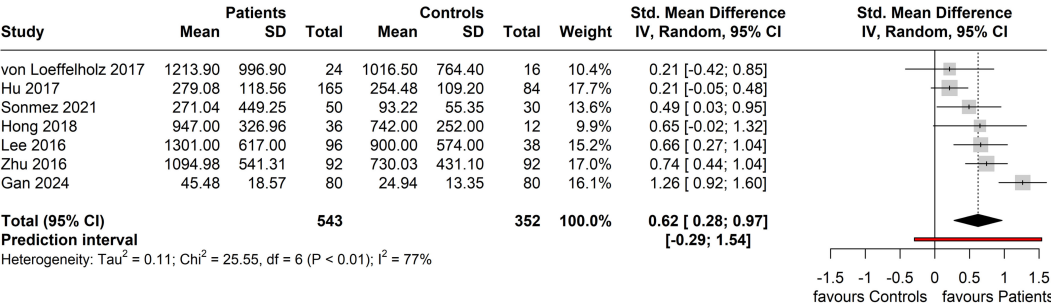 Patients Controls Std. Mean Difference Std. Mean Difference
Study Mean SD Total Mean SD Total Weight IV, Random, 95% CI IV, Random, 95% CI
von Loeffelholz 2017 1213.90 996.90 24 1016.50 764.40 16 10.4% 0.21 [-0.42; 0.85]
Hu 2017 279.08 118.56 165 254.48 109.20 84 17.7% 0.21 [-0.05; 0.48]
Sonmez 2021 271.04 449.25 50 93.22 55.35 30 13.6% 0.49 [ 0.03; 0.95]
Hong 2018 947.00 326.96 36 742.00 252.00 12 9.9% 0.65 [-0.02; 1.32]
Lee 2016 1301.00 617.00 96 900.00 574.00 38 15.2% 0.66 [ 0.27; 1.04]
Zhu 2016 1094.98 541.31 92 730.03 431.10 92 17.0% 0.74 [ 0.44; 1.04]
Gan 2024 45.48 18.57 80 24.94 13.35 80 16.1% 1.26 [ 0.92; 1.60]
Total (95% CI) 543 352 100.0% 0.62 [ 0.28; 0.97]
Prediction interval [-0.29; 1.54]
Heterogeneity: Tau² = 0.11; Chi² = 25.55, df = 6 (P < 0.01); I² = 77%
-1.5 -1 -0.5 0 0.5 1 1.5
favours Controls favours Patients